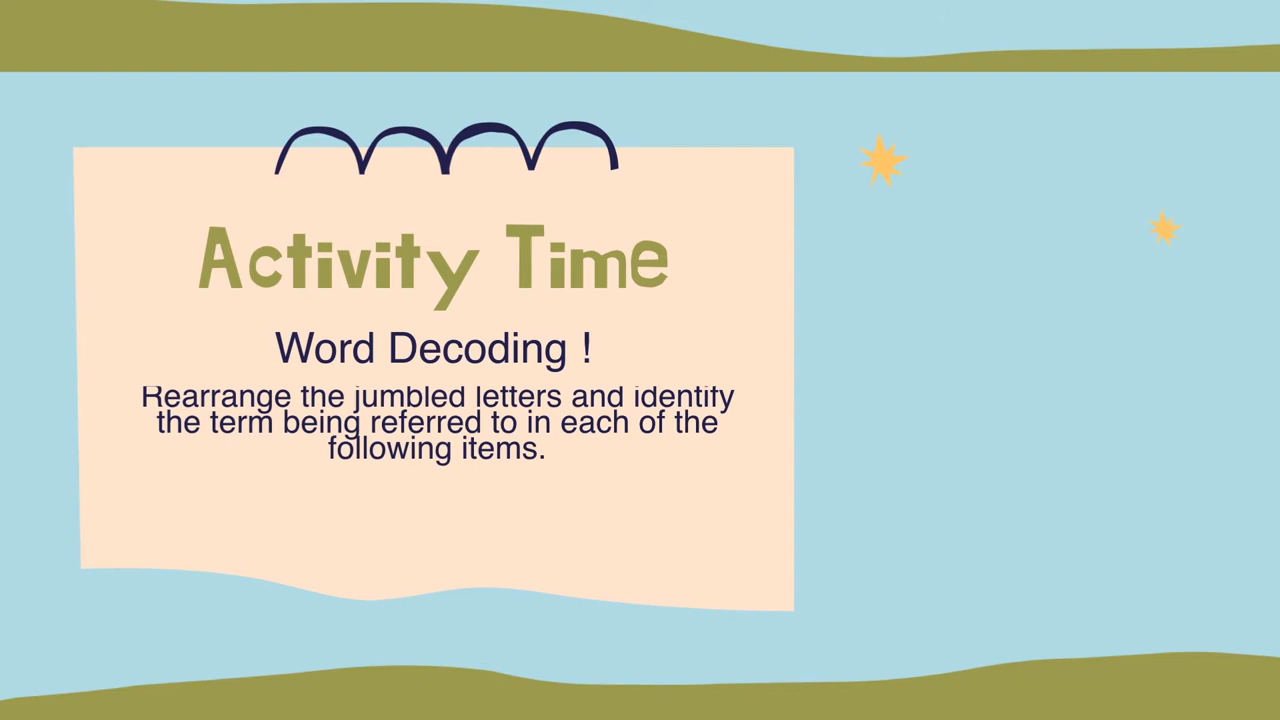 Activity Time
Word Decoding !
Rearrange the jumbled letters and identify
the term being referred to in each of the
following items.